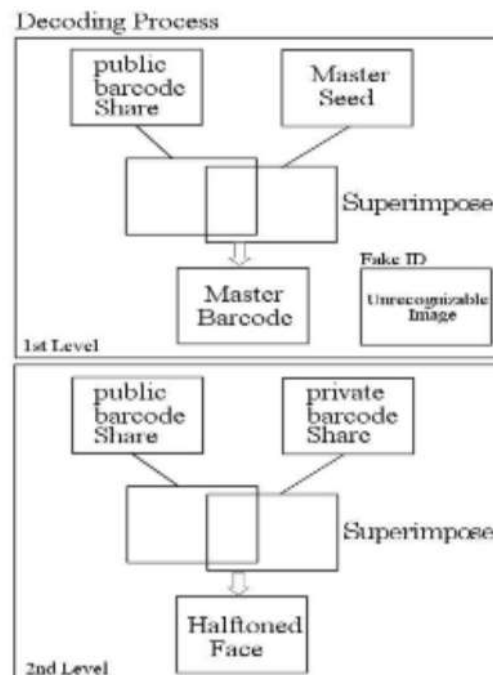 Decoding Process
public
barcode
Share
Master
Seed
Superimpose
Master
Barcode
Fake ID
Unrecognizable
Image
1st Level
public
barcode
Share
private
barcode
Share
Superimpose
Halftoned
Face
2nd Level